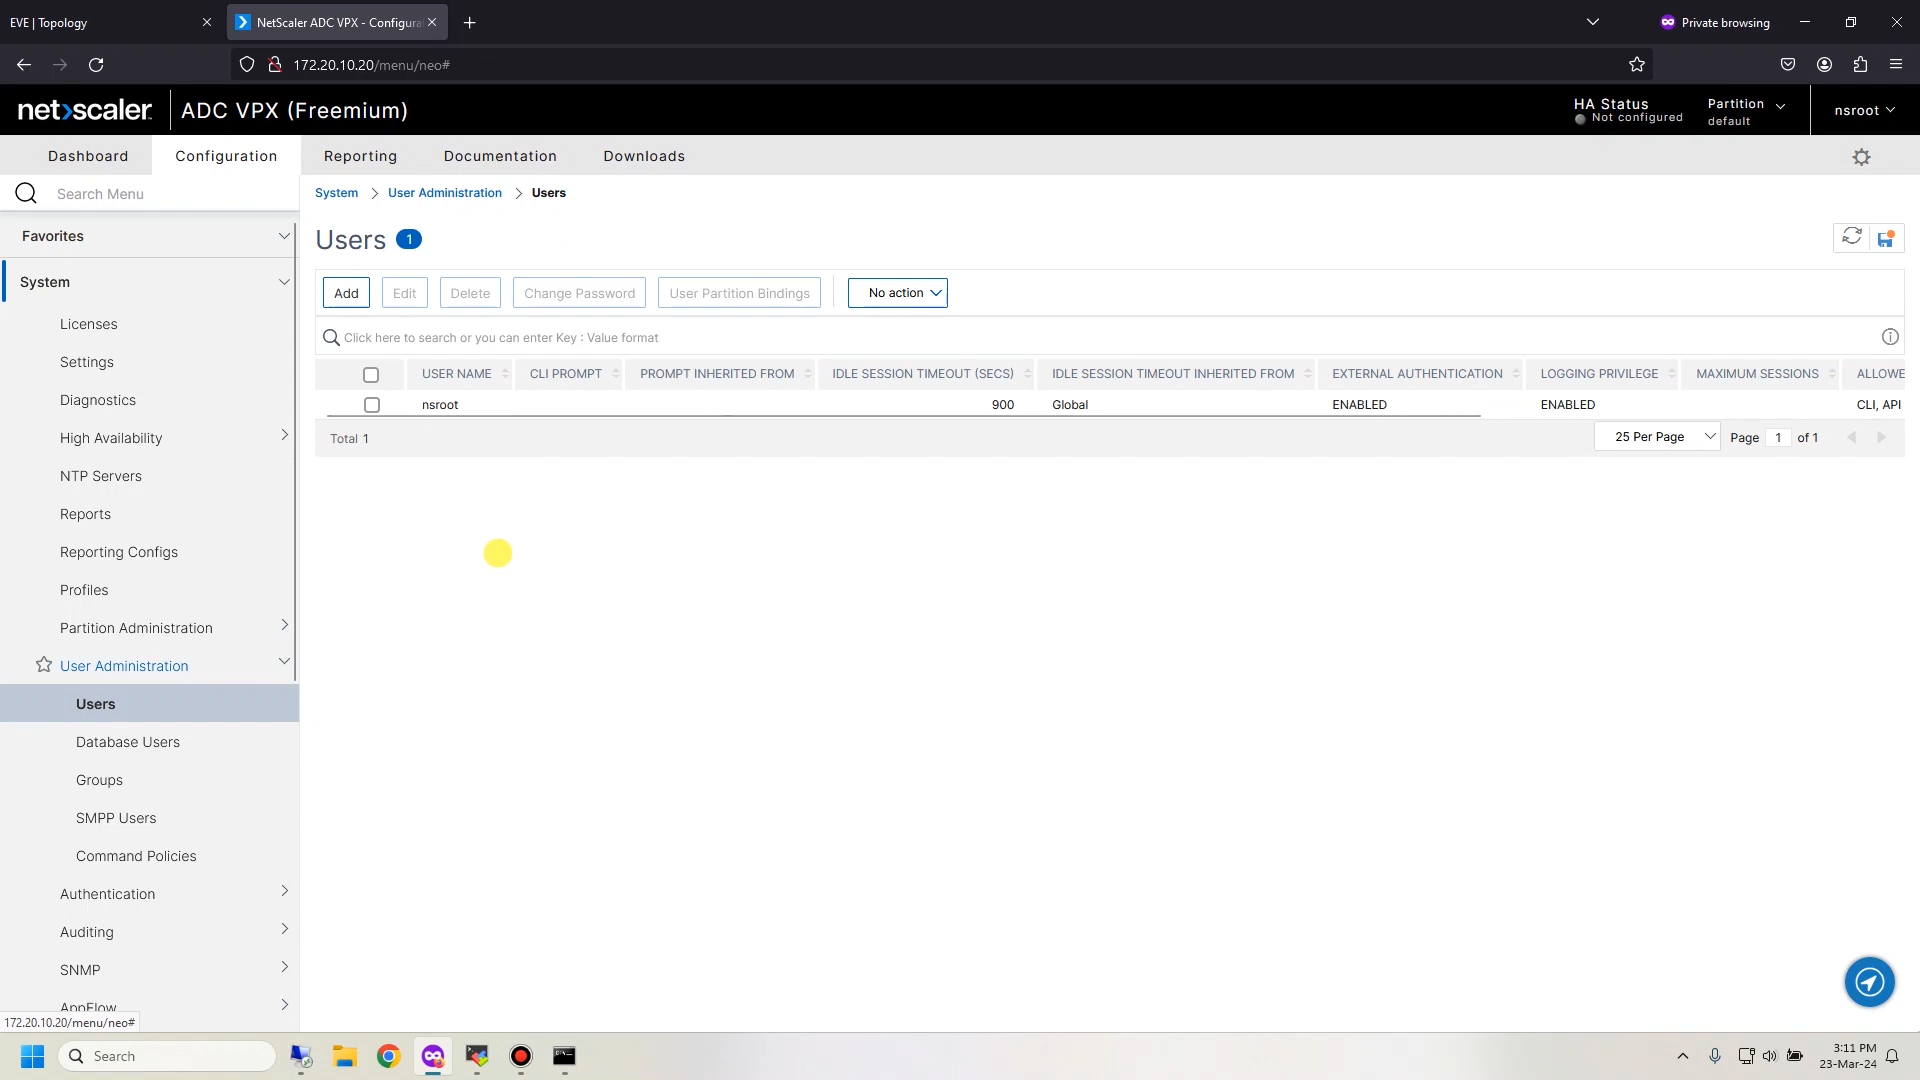 EVE | Topology
NetScaler ADC VPX - Configura
Private browsing
172.20.10.20/menu/neo#
netscaler
ADC VPX (Freemium)
HA Status
Not configured
Partition
default
nsroot
Dashboard
Configuration
Reporting
Documentation
Downloads
Search Menu
System
User Administration
Users
Favorites
Users 1
System
Add
Edit
Delete
Change Password
User Partition Bindings
No action
Licenses
Click here to search or you can enter Key : Value format
Settings
USER NAME
CLI PROMPT
PROMPT INHERITED FROM
IDLE SESSION TIMEOUT (SECS)
IDLE SESSION TIMEOUT INHERITED FROM
EXTERNAL AUTHENTICATION
LOGGING PRIVILEGE
MAXIMUM SESSIONS
ALLOWE
Diagnostics
nsroot
900
Global
ENABLED
ENABLED
CLI, API
High Availability
Total 1
25 Per Page
Page 1 of 1
NTP Servers
Reports
Reporting Configs
Profiles
Partition Administration
User Administration
Users
Database Users
Groups
SMPP Users
Command Policies
Authentication
Auditing
SNMP
AppFlow
172.20.10.20/menu/neo#
Search
3:11 PM
23-Mar-24